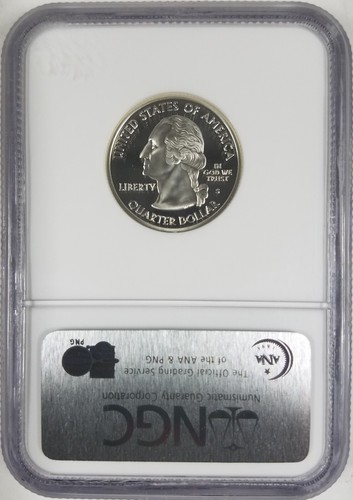 UNITED STATES OF AMERICA
LIBERTY
IN
GOD WE
TRUST
S
QUARTER DOLLAR
NGC
Numismatic Guaranty Corporation
The Official Grading Service
of the ANA & PNG
PNG
ANA